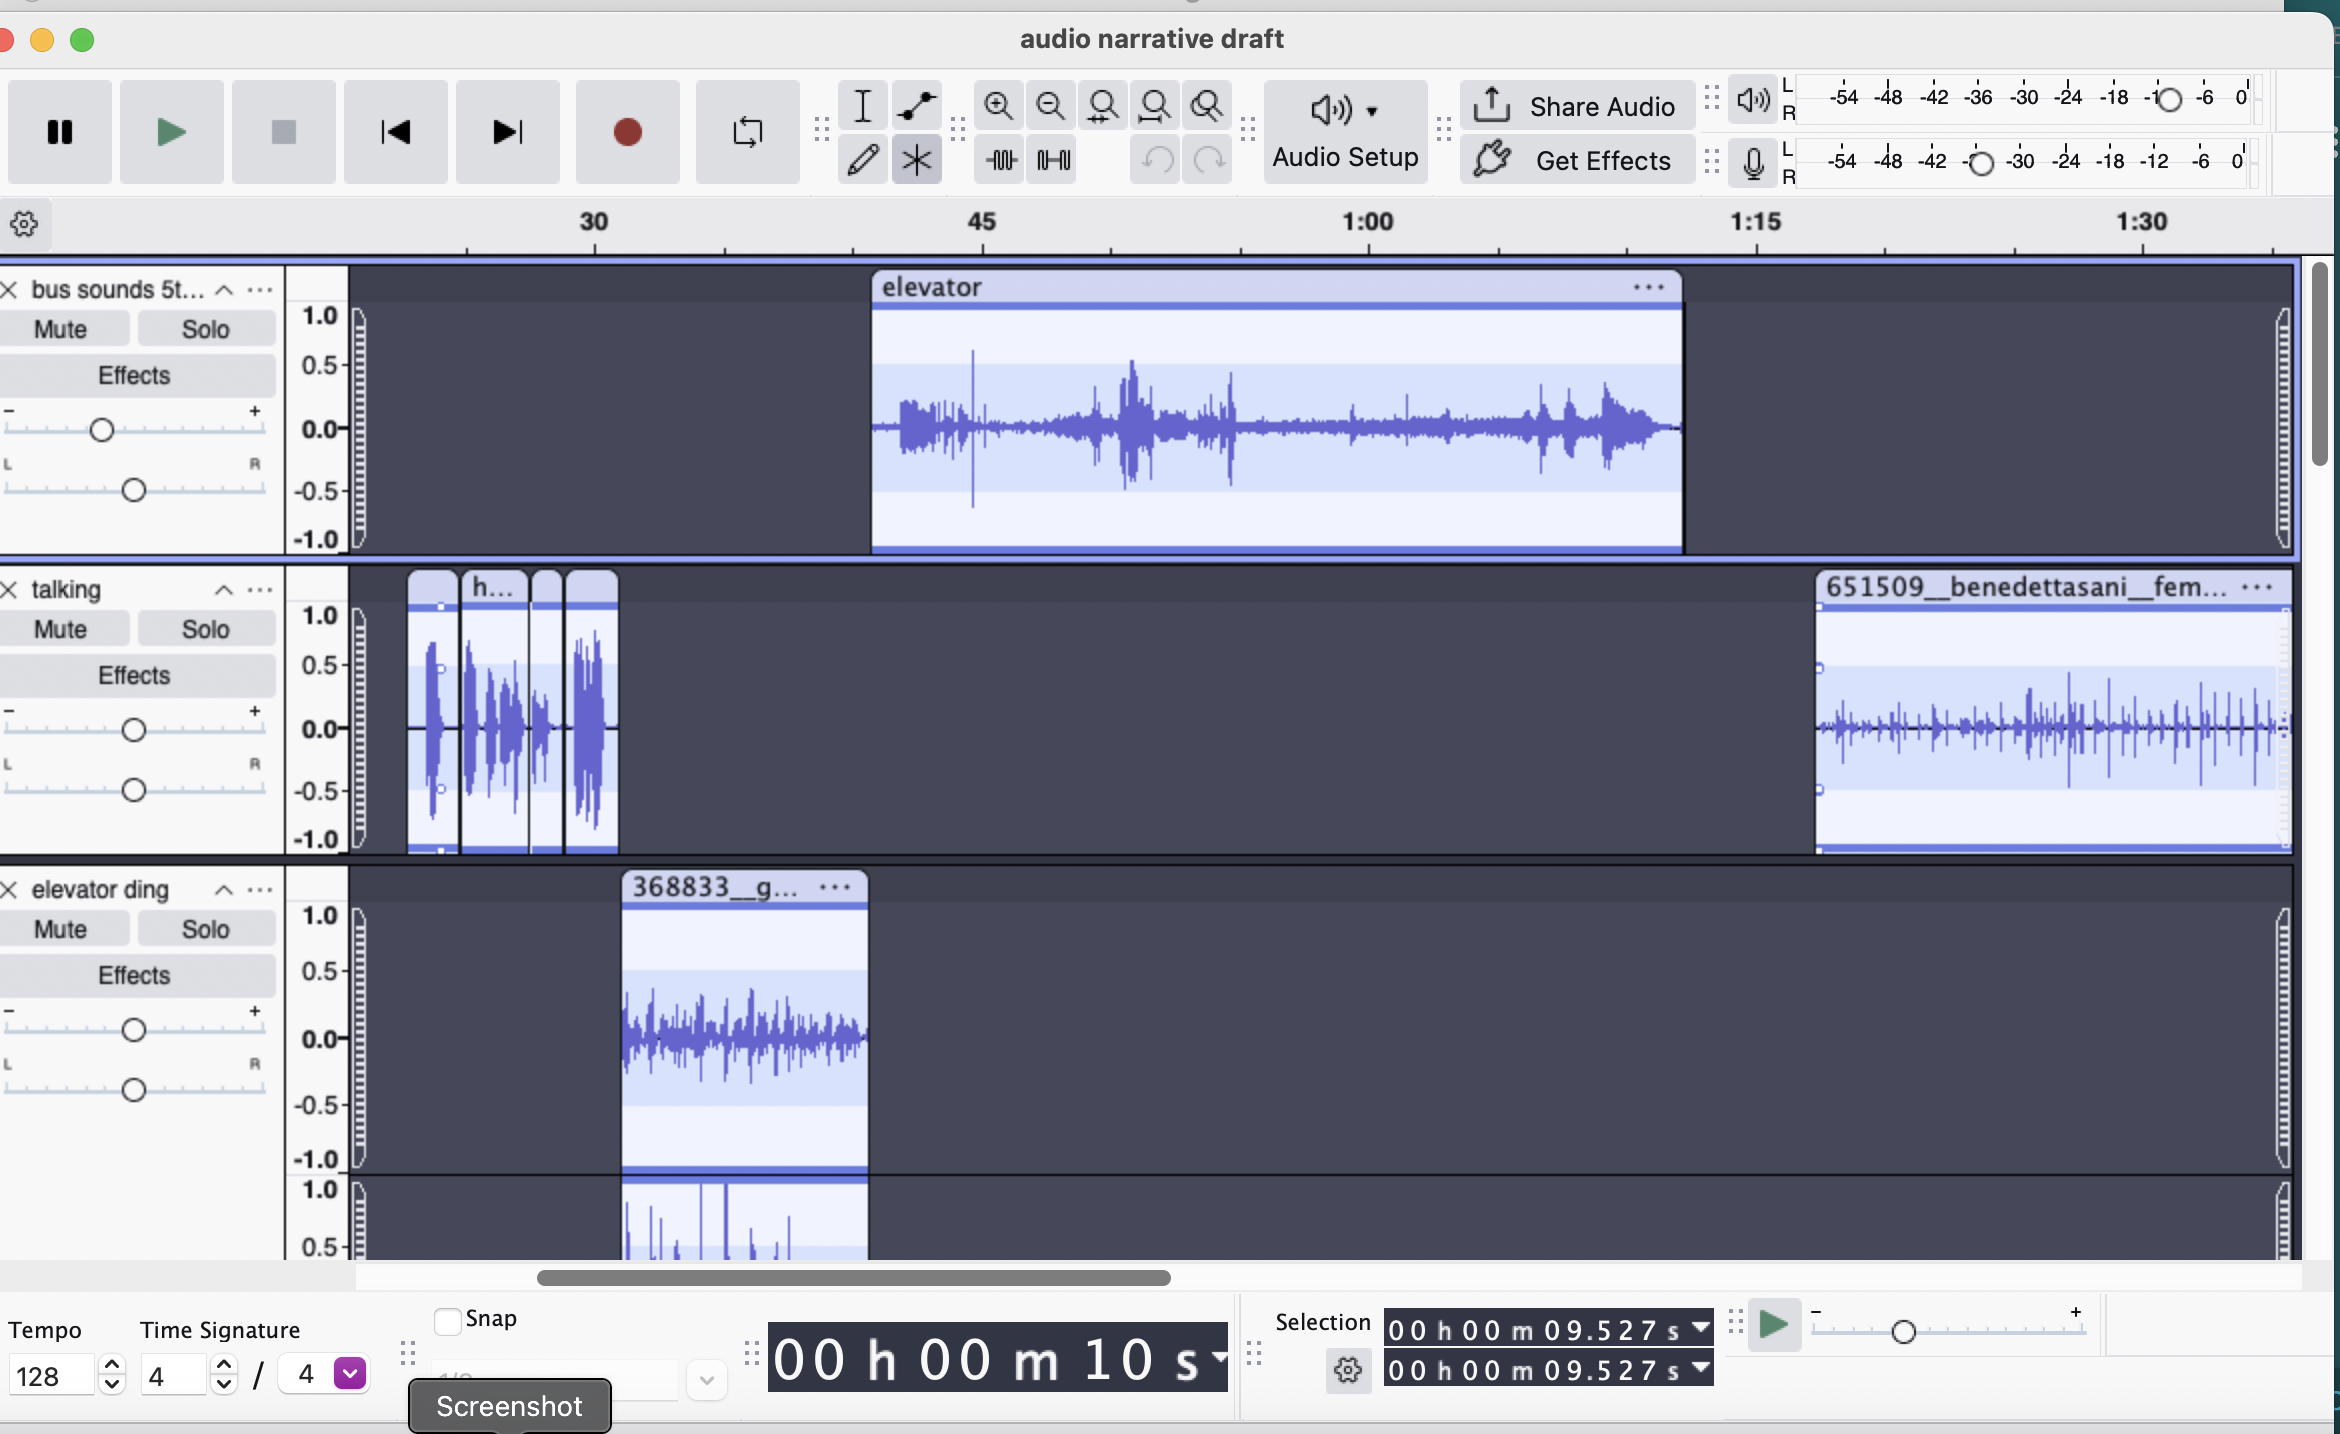 audio narrative draft
Audio Setup
Share Audio
Get Effects
L
R
-54 -48 -42 -36 -30 -24 -18 -6 0
L
R
-54 -48 -42 -30 -24 -18 -12 -6 0
30 45 1:00 1:15 1:30
bus sounds 5t...
Mute Solo
Effects
- +
L R
1.0
0.5
0.0
-0.5
-1.0
elevator
talking
Mute Solo
Effects
- +
L R
1.0
0.5
0.0
-0.5
-1.0
h...
651509__benedettasani__fem...
elevator ding
Mute Solo
Effects
- +
L R
1.0
0.5
0.0
-0.5
-1.0
1.0
0.5
368833__g...
Tempo
128
Time Signature
4 / 4
Snap
Screenshot
00 h 00 m 10 s
Selection
00 h 00 m 09.527 s
00 h 00 m 09.527 s
- +